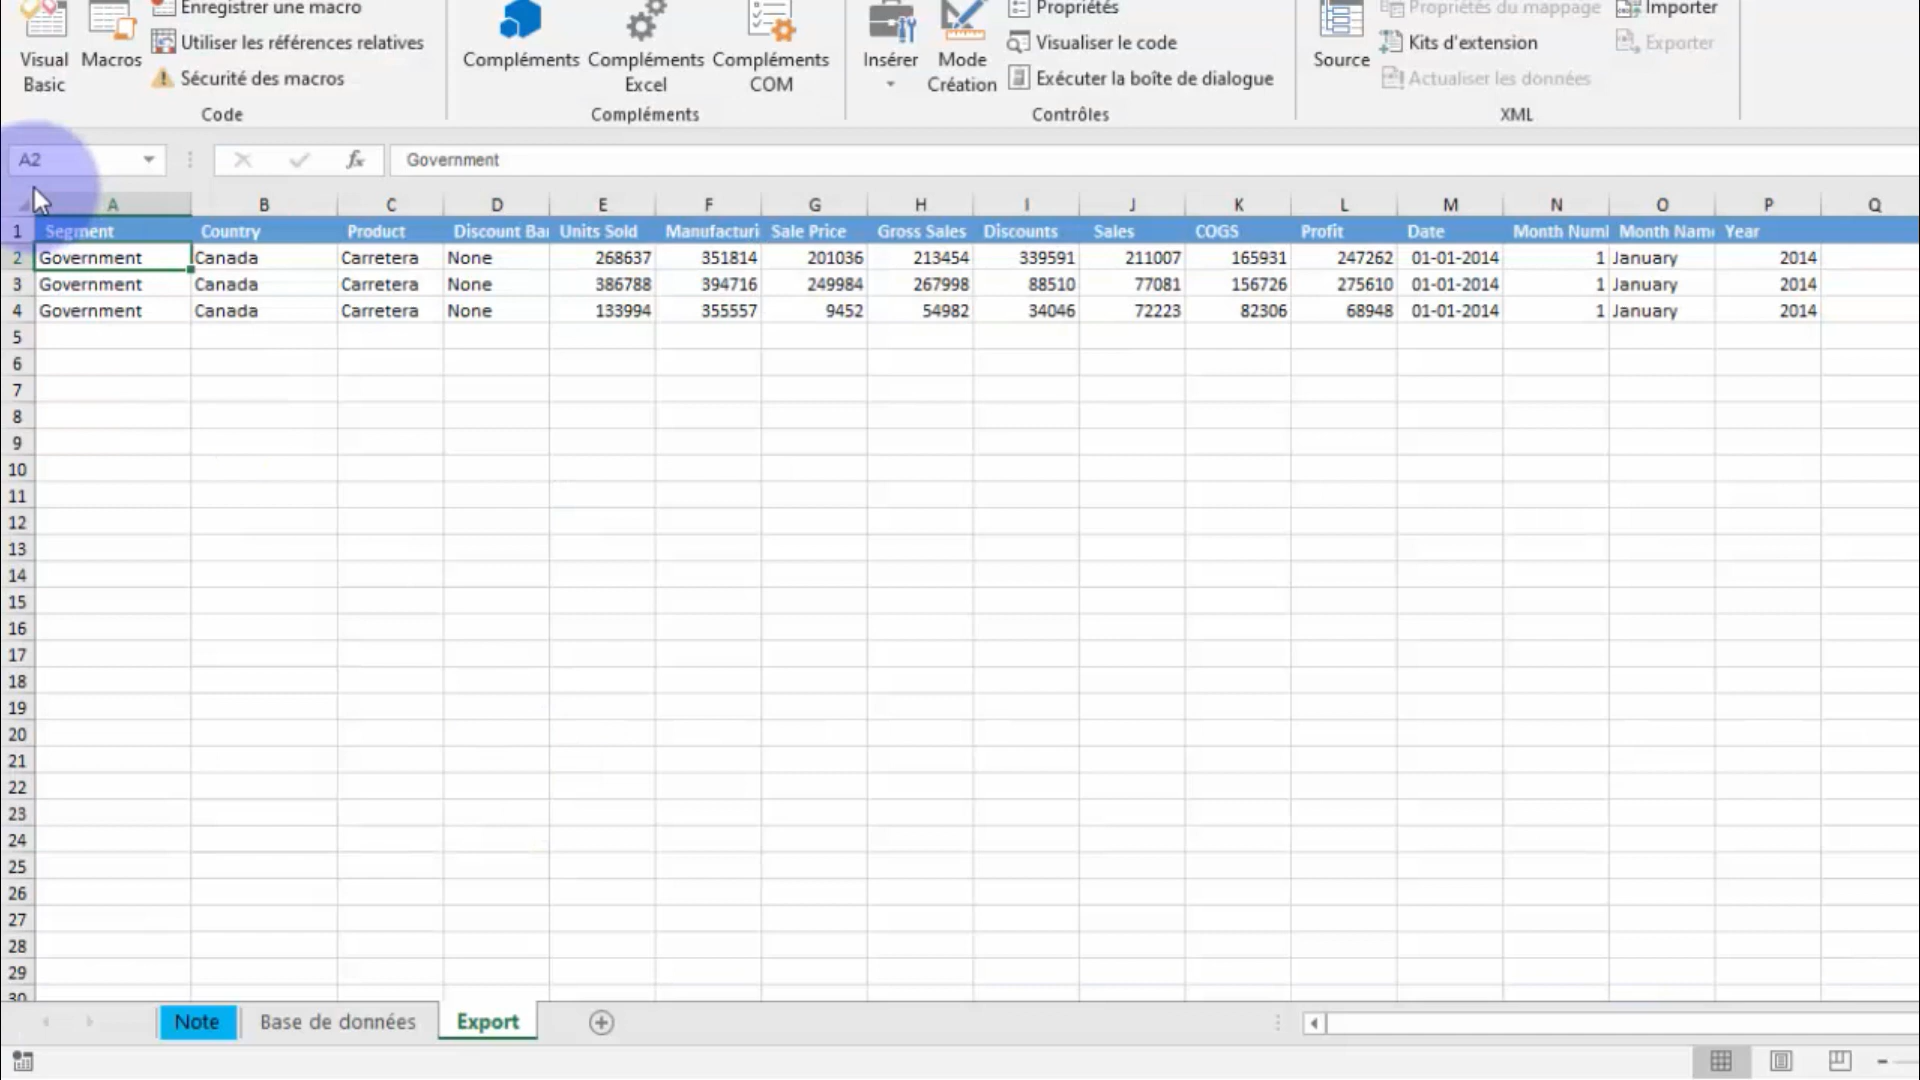 Enregistrer une macro
Propriétés
Propriétés du mappage
Importer
Utiliser les références relatives
Visualiser le code
Kits d'extension
Exporter
Visual
Basic
Macros
Compléments
Compléments
Excel
Compléments
COM
Insérer
Mode
Création
Source
Sécurité des macros
Exécuter la boîte de dialogue
Actualiser les données
Code
Compléments
Contrôles
XML
A2
fx
Government
A B C D E F G H I J K L M N O P Q
1 Segment Country Product Discount Ba Units Sold Manufacturi Sale Price Gross Sales Discounts Sales COGS Profit Date Month Numl Month Nam Year
2 Government Canada Carretera None 268637 351814 201036 213454 339591 211007 165931 247262 01-01-2014 1 January 2014
3 Government Canada Carretera None 386788 394716 249984 267998 88510 77081 156726 275610 01-01-2014 1 January 2014
4 Government Canada Carretera None 133994 355557 9452 54982 34046 72223 82306 68948 01-01-2014 1 January 2014
5
6
7
8
9
10
11
12
13
14
15
16
17
18
19
20
21
22
23
24
25
26
27
28
29
30
Note Base de données Export